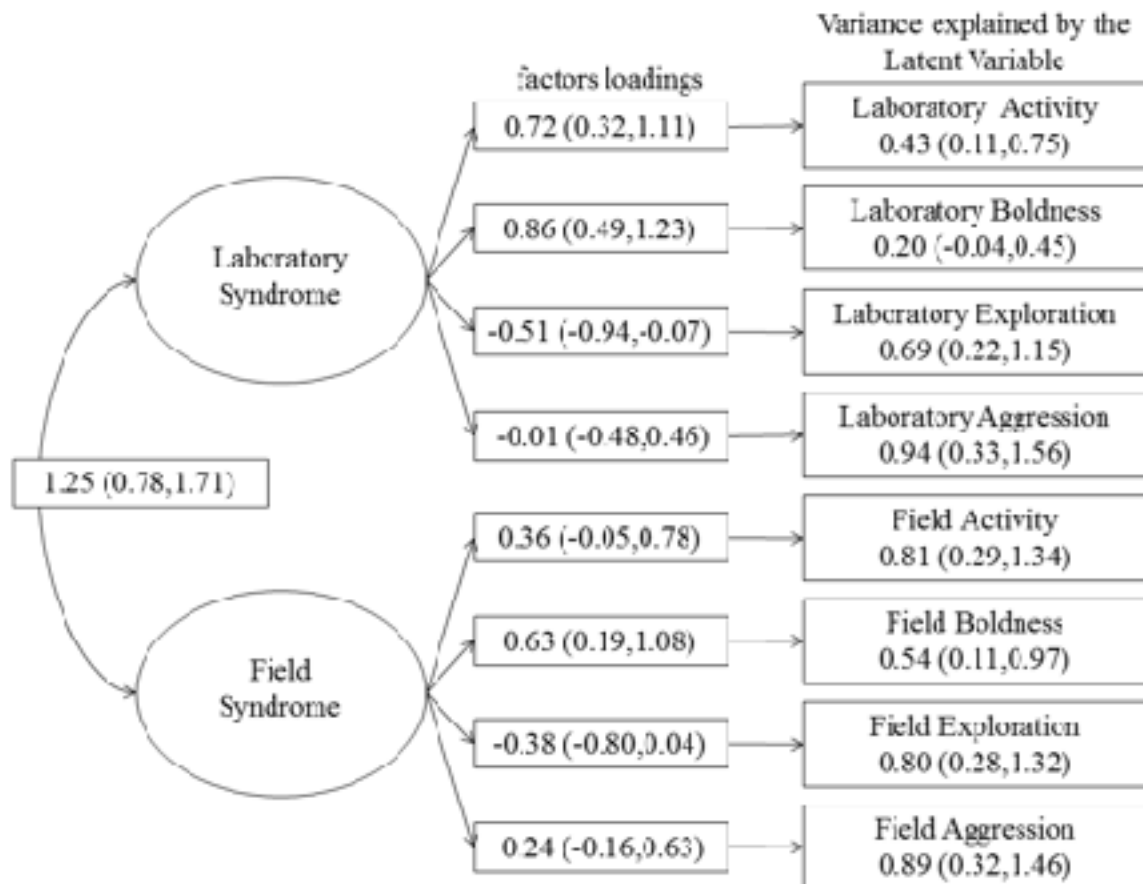 Variance explained by the
Latent Variable
factors loadings
0.72 (0.32,1.11)
Laboratory Activity
0.43 (0.11,0.75)
0.86 (0.49,1.23)
Laboratory Boldness
0.20 (-0.04,0.45)
Laboratory
Syndrome
-0.51 (-0.94,-0.07)
Laboratory Exploration
0.69 (0.22,1.15)
-0.01 (-0.48,0.46)
Laboratory Aggression
0.94 (0.33,1.56)
1.25 (0.78,1.71)
0.36 (-0.05,0.78)
Field Activity
0.81 (0.29,1.34)
0.63 (0.19,1.08)
Field Boldness
0.54 (0.11,0.97)
Field
Syndrome
-0.38 (-0.80,0.04)
Field Exploration
0.80 (0.28,1.32)
0.24 (-0.16,0.63)
Field Aggression
0.89 (0.32,1.46)